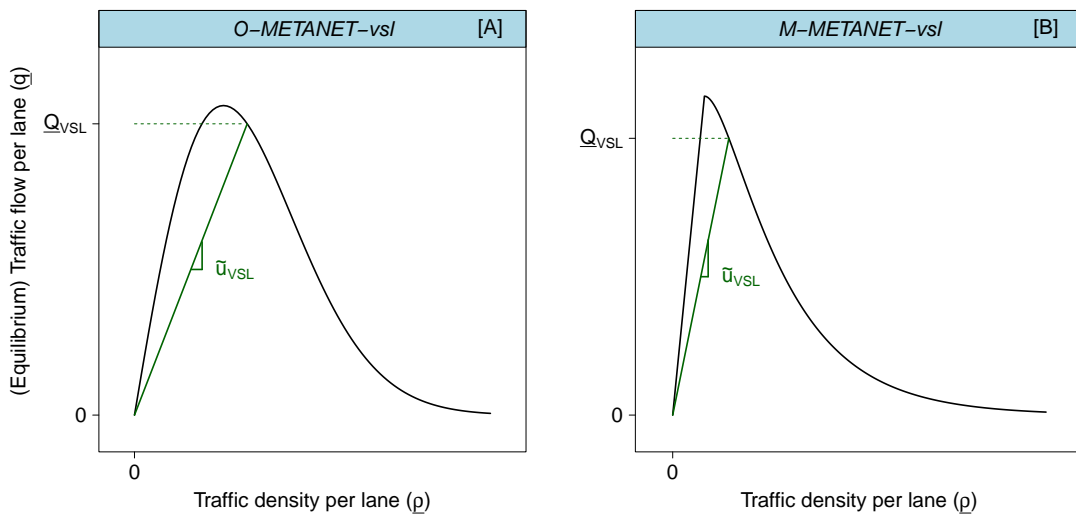 O−METANET−vsl [A]
(Equilibrium) Traffic flow per lane (q)
Q_VSL
ũ_VSL
0
0
Traffic density per lane (ρ)
M−METANET−vsl [B]
Q_VSL
ũ_VSL
0
0
Traffic density per lane (ρ)